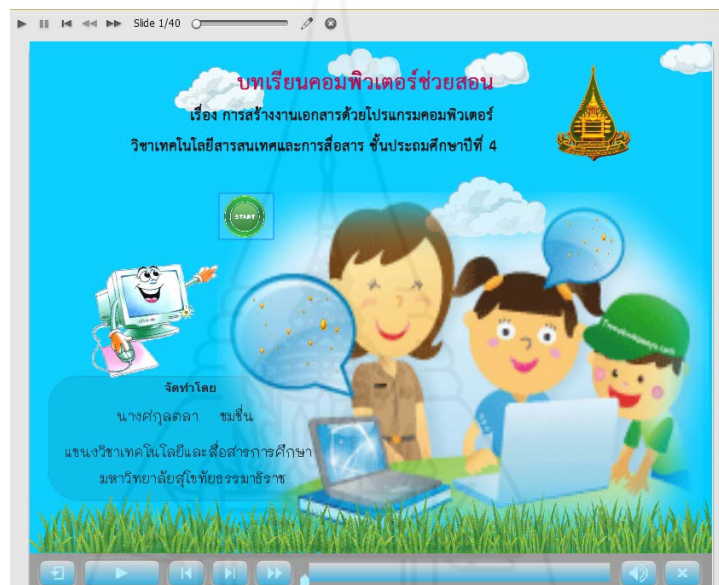 Slide 1/40
บทเรียนคอมพิวเตอร์ช่วยสอน
เรื่อง การสร้างงานเอกสารด้วยโปรแกรมคอมพิวเตอร์
วิชาเทคโนโลยีสารสนเทศและการสื่อสาร ชั้นประถมศึกษาปีที่ 4
START
จัดทำโดย
นางศกุลตลา ชมชื่น
แขนงวิชาเทคโนโลยีและสื่อสารการศึกษา
มหาวิทยาลัยสุโขทัยธรรมาธิราช